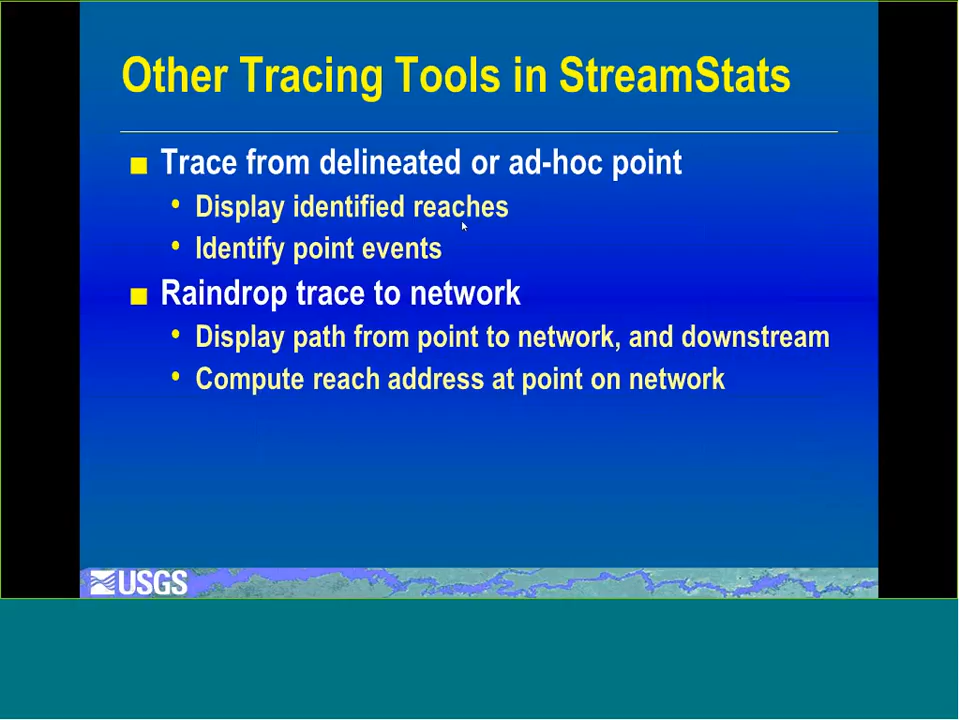 Other Tracing Tools in StreamStats
■ Trace from delineated or ad-hoc point
• Display identified reaches
• Identify point events
■ Raindrop trace to network
• Display path from point to network, and downstream
• Compute reach address at point on network
USGS